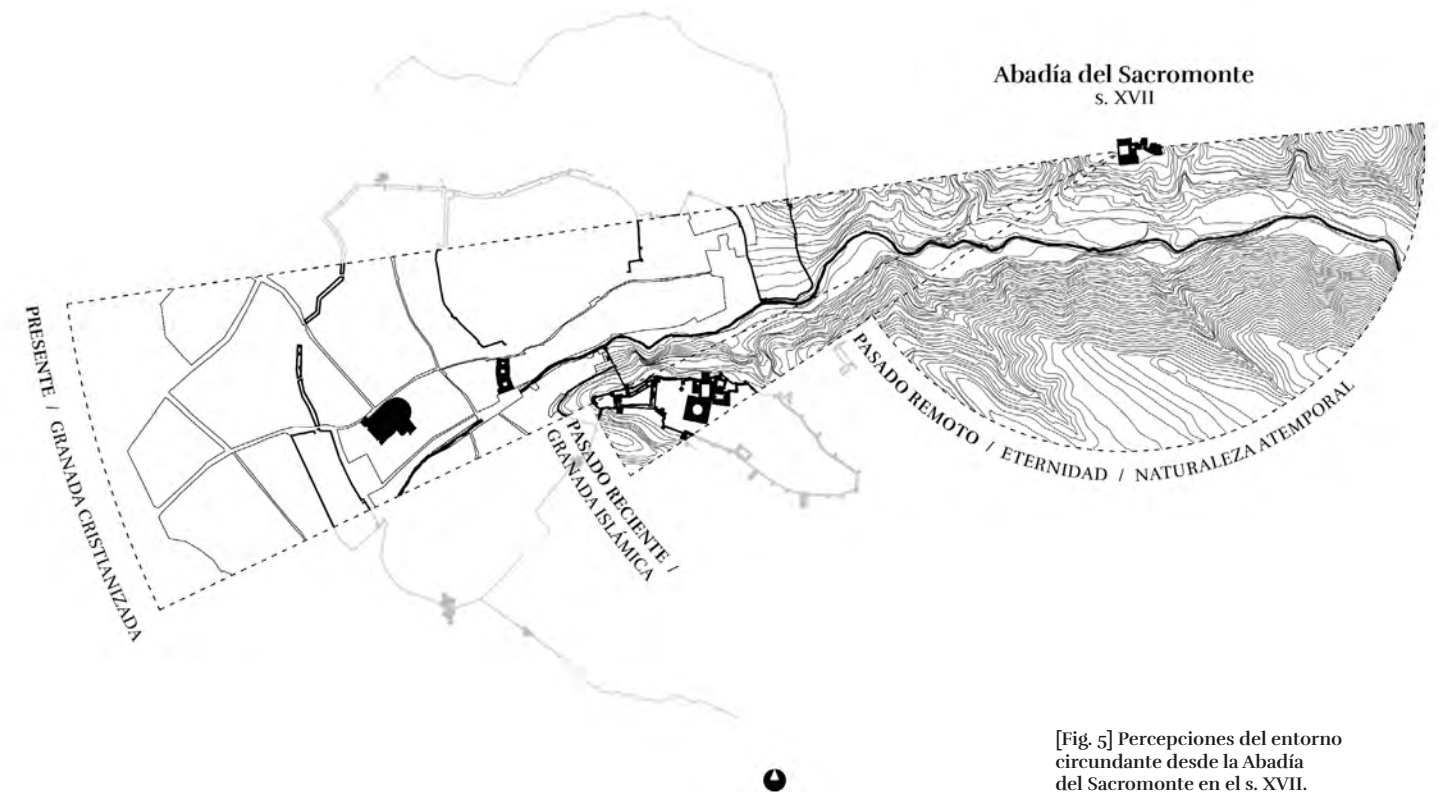 Abadía del Sacromonte
s. XVII
PRESENTE / GRANADA CRISTIANIZADA
PASADO RECIENTE /
GRANADA ISLÁMICA
PASADO REMOTO / ETERNIDAD / NATURALEZA ATEMPORAL
[Fig. 5] Percepciones del entorno
circundante desde la Abadía
del Sacromonte en el s. XVII.